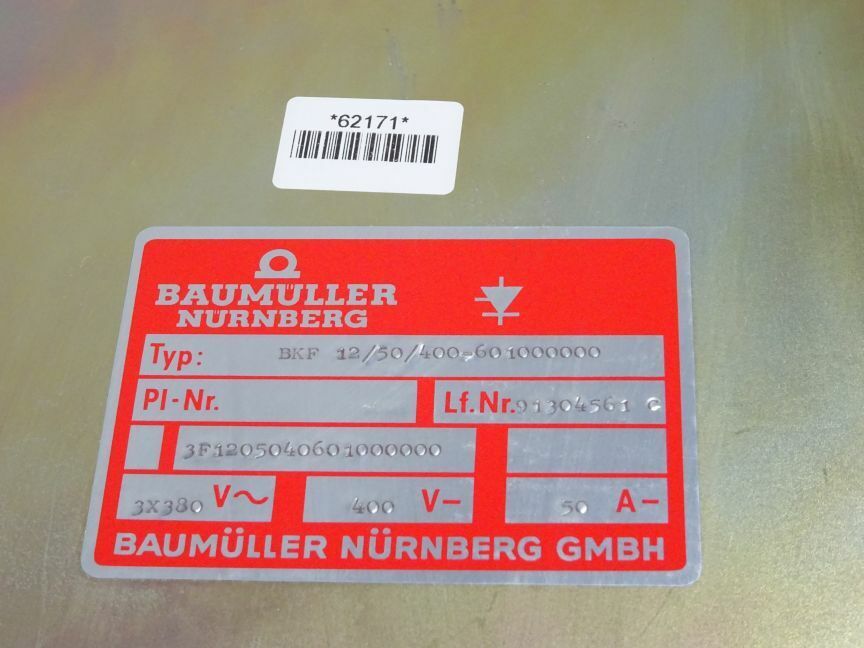 *62171*
BAUMÜLLER
NÜRNBERG
Typ: BKF 12/50/400-601000000
Pl-Nr. Lf.Nr. 91304561 C
3F1205040601000000
3X380 V~ 400 V– 50 A–
BAUMÜLLER NÜRNBERG GMBH